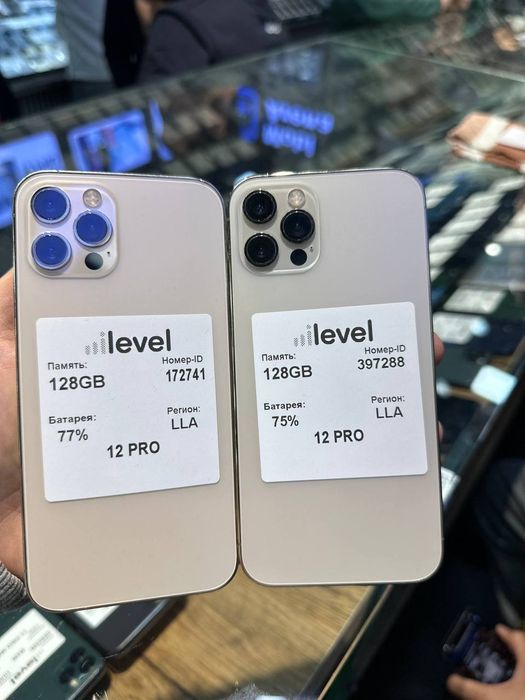 level
Память:
128GB
Номер-ID
172741
Батарея:
77%
Регион:
LLA
12 PRO
level
Память:
128GB
Номер-ID
397288
Батарея:
75%
Регион:
LLA
12 PRO
level